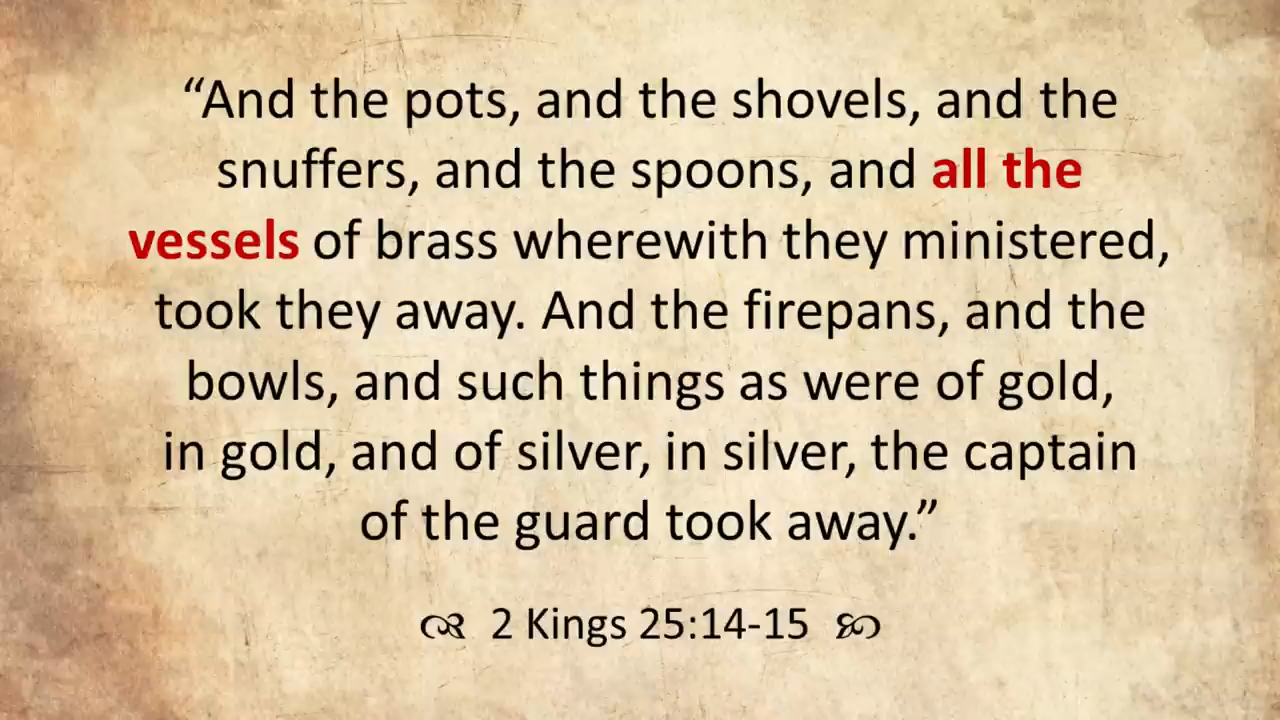 “And the pots, and the shovels, and the
snuffers, and the spoons, and all the
vessels of brass wherewith they ministered,
took they away. And the firepans, and the
bowls, and such things as were of gold,
in gold, and of silver, in silver, the captain
of the guard took away.”
2 Kings 25:14-15